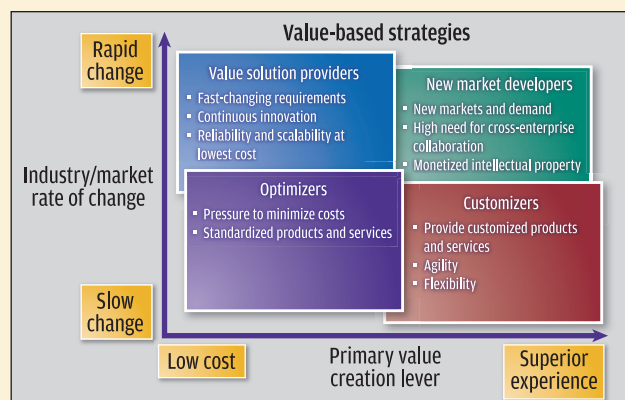 Value-based strategies
Rapid
change
Industry/market
rate of change
Slow
change
Value solution providers
▪ Fast-changing requirements
▪ Continuous innovation
▪ Reliability and scalability at
lowest cost
New market developers
▪ New markets and demand
▪ High need for cross-enterprise
collaboration
▪ Monetized intellectual property
Optimizers
▪ Pressure to minimize costs
▪ Standardized products and services
Customizers
▪ Provide customized products
and services
▪ Agility
▪ Flexibility
Low cost
Primary value
creation lever
Superior
experience